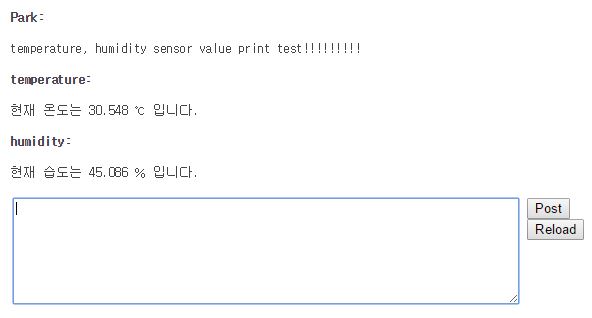 Park:
temperature, humidity sensor value print test!!!!!!!!!
temperature:
현재 온도는 30.548 ℃ 입니다.
humidity:
현재 습도는 45.086 % 입니다.
Post
Reload